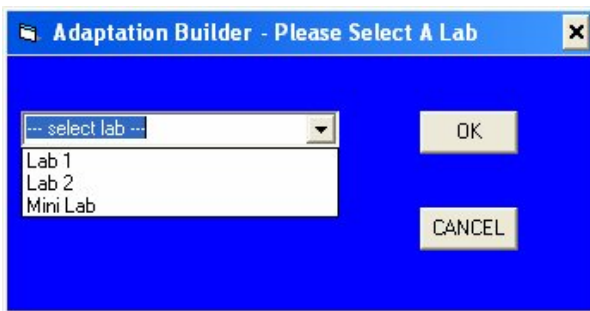 Adaptation Builder - Please Select A Lab
--- select lab ---
OK
Lab 1
Lab 2
Mini Lab
CANCEL